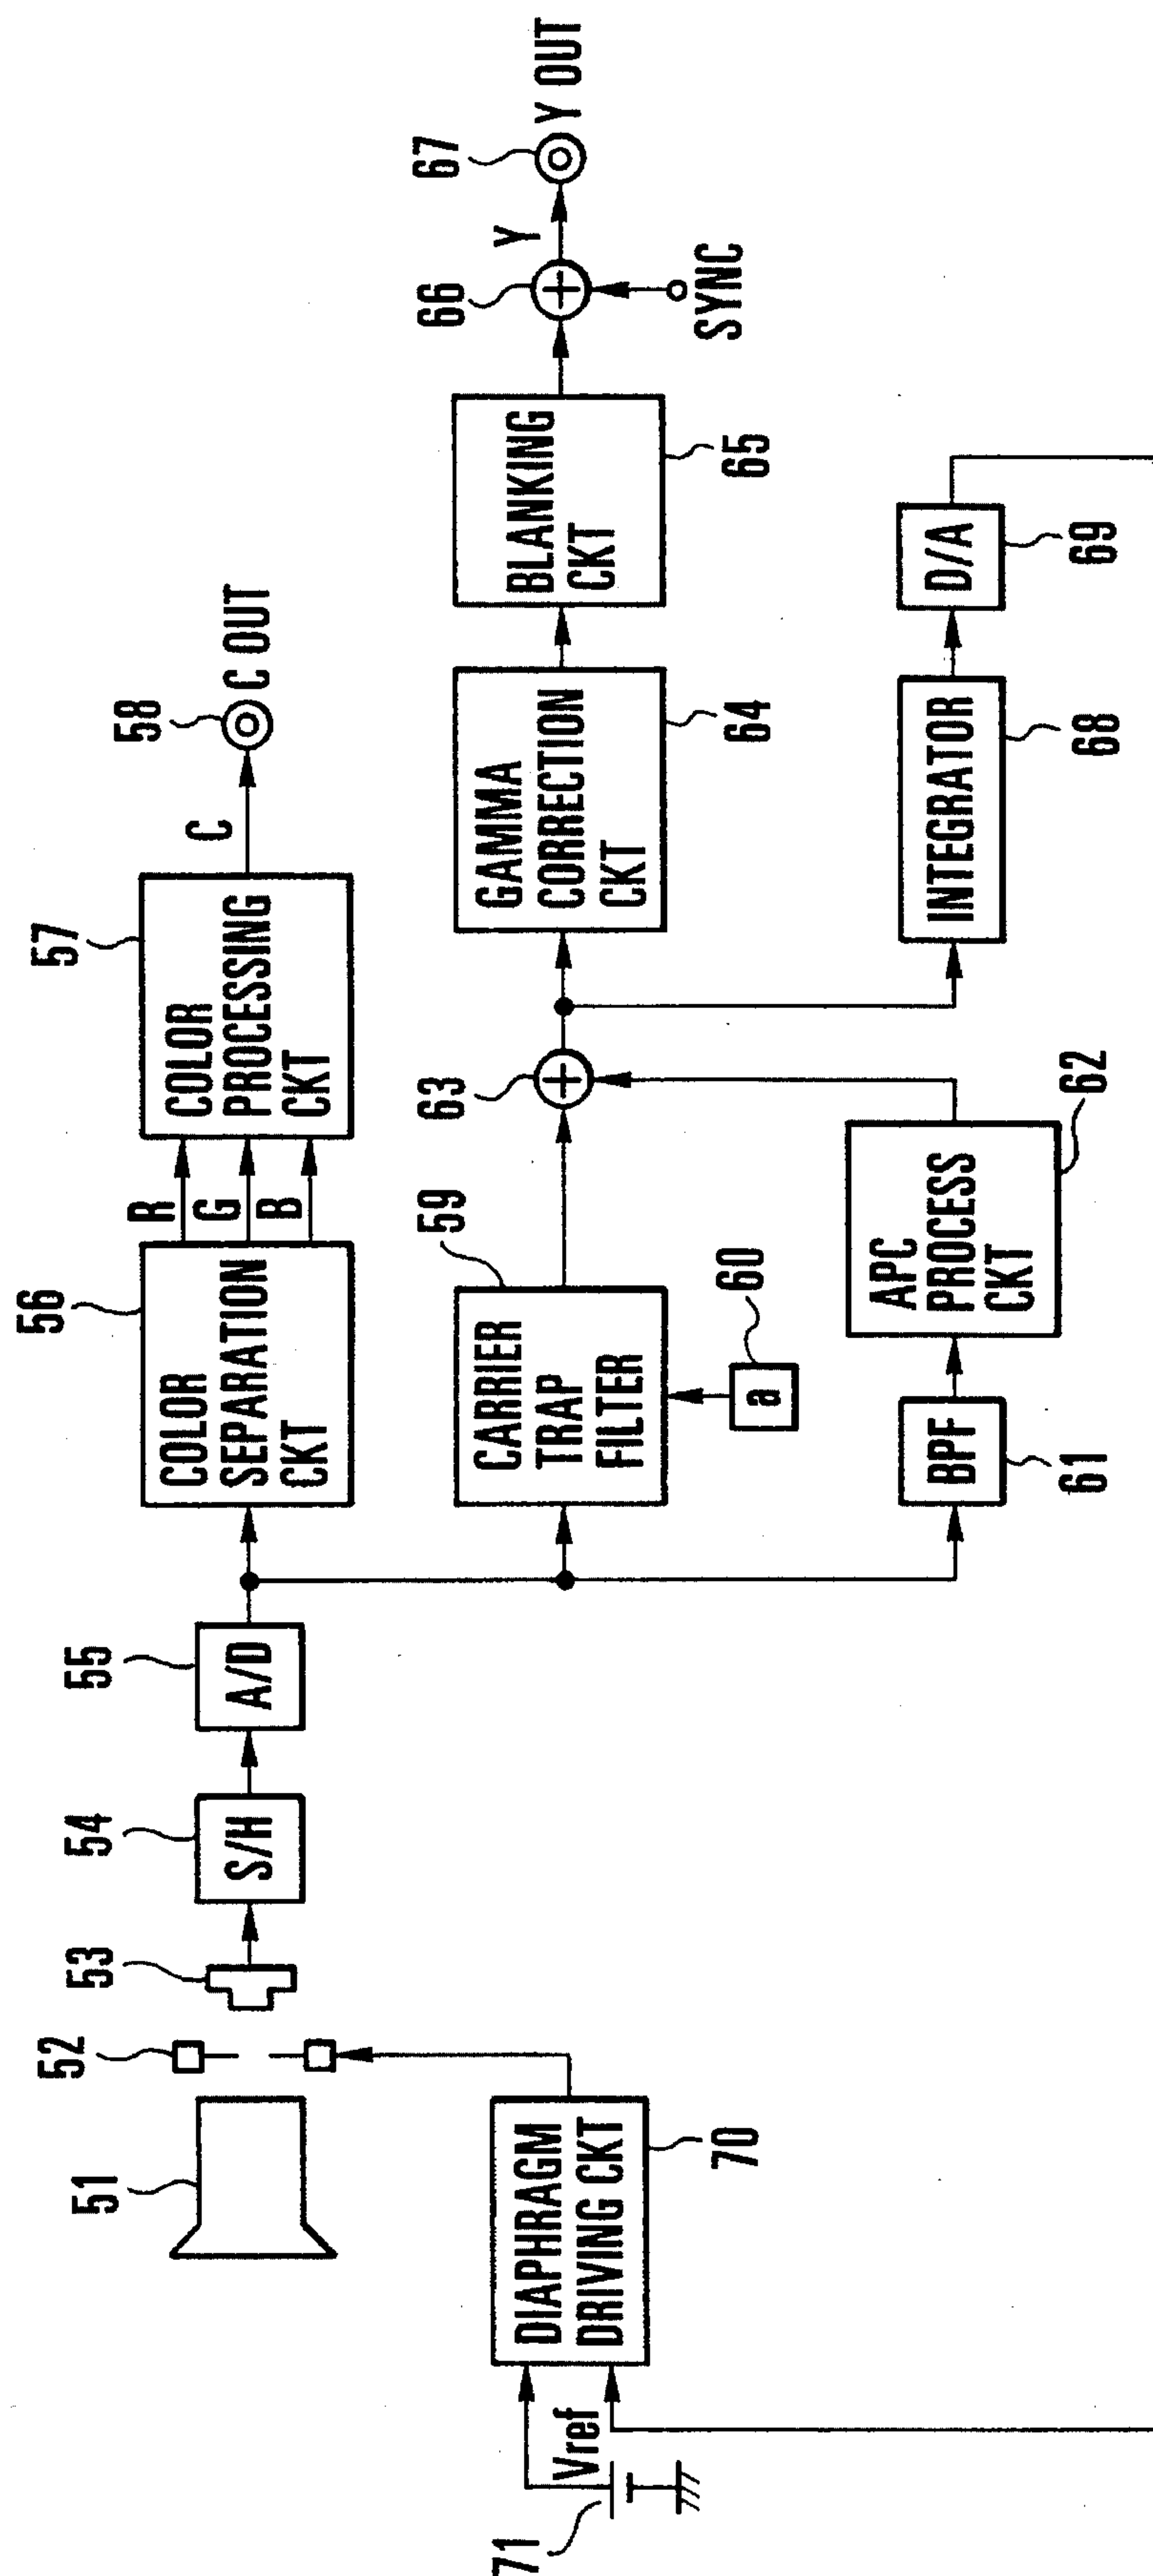 51
52
53
54
S/H
55
A/D
56
COLOR
SEPARATION
CKT
R
G
B
57
COLOR
PROCESSING
CKT
C
58
C OUT
59
CARRIER
TRAP
FILTER
60
a
63
GAMMA
CORRECTION
CKT
64
BLANKING
CKT
65
66
SYNC
Y
67
Y OUT
BPF
61
APC
PROCESS
CKT
62
INTEGRATOR
68
D/A
69
DIAPHRAGM
DRIVING CKT
70
Vref
71